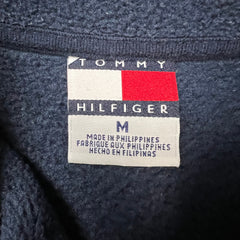 TOMMY
HILFIGER
M
MADE IN PHILIPPINES
FABRIQUE AUX PHILIPPINES
HECHO EN FILIPINAS